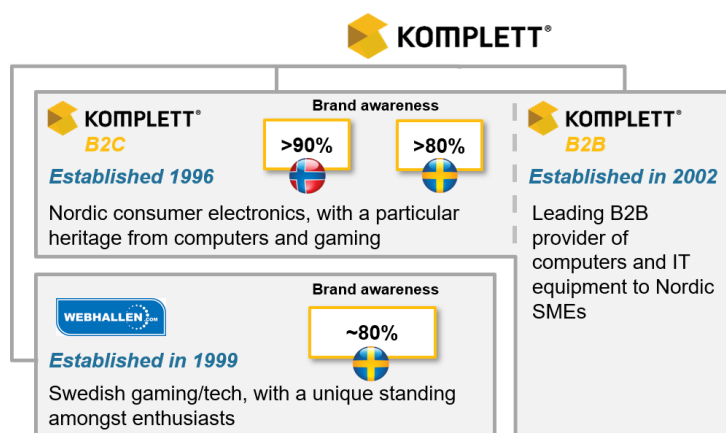 KOMPLETT®
KOMPLETT®
B2C
Established 1996
Brand awareness
>90%
>80%
Nordic consumer electronics, with a particular
heritage from computers and gaming
KOMPLETT®
B2B
Established in 2002
Leading B2B
provider of
computers and IT
equipment to Nordic
SMEs
WEBHALLEN.COM
Established in 1999
Brand awareness
~80%
Swedish gaming/tech, with a unique standing
amongst enthusiasts